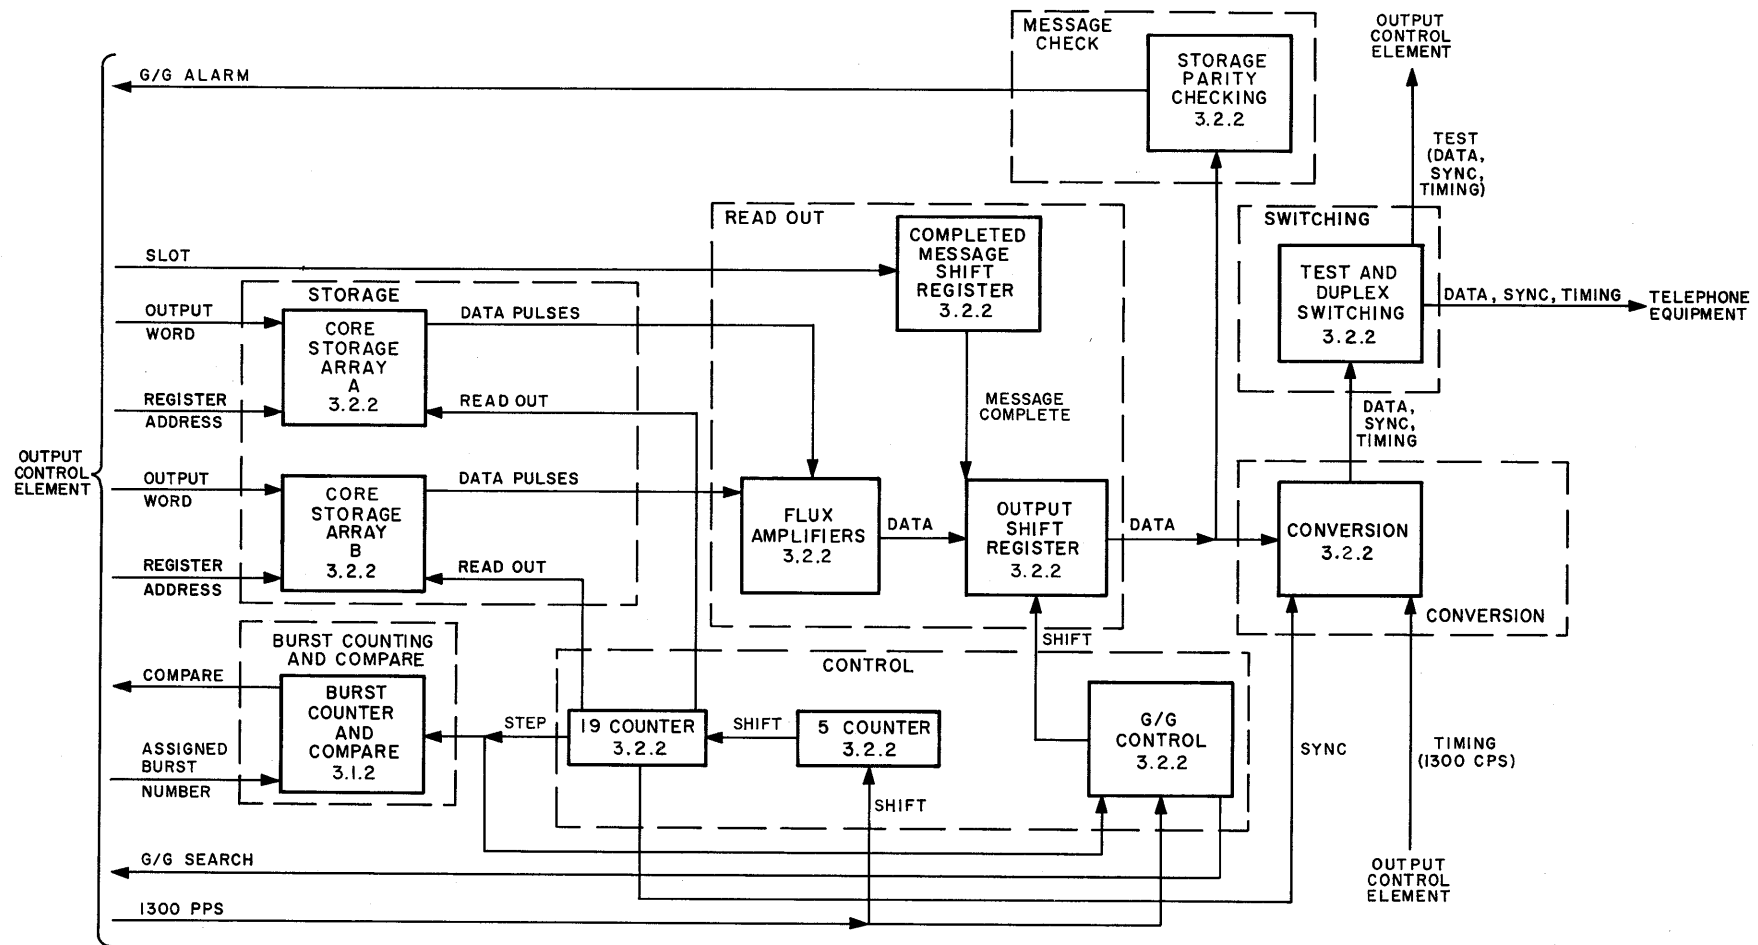 MESSAGE
CHECK
STORAGE
PARITY
CHECKING
3.2.2
OUTPUT
CONTROL
ELEMENT
G/G ALARM
TEST
(DATA,
SYNC,
TIMING)
READ OUT
COMPLETED
MESSAGE
SHIFT
REGISTER
3.2.2
SWITCHING
TEST AND
DUPLEX
SWITCHING
3.2.2
DATA, SYNC, TIMING
TELEPHONE
EQUIPMENT
SLOT
STORAGE
OUTPUT
WORD
CORE
STORAGE
ARRAY
A
3.2.2
DATA PULSES
REGISTER
ADDRESS
READ OUT
MESSAGE
COMPLETE
DATA,
SYNC,
TIMING
OUTPUT
CONTROL
ELEMENT
OUTPUT
WORD
CORE
STORAGE
ARRAY
B
3.2.2
DATA PULSES
REGISTER
ADDRESS
READ OUT
FLUX
AMPLIFIERS
3.2.2
DATA
OUTPUT
SHIFT
REGISTER
3.2.2
DATA
CONVERSION
3.2.2
CONVERSION
BURST COUNTING
AND COMPARE
COMPARE
BURST
COUNTER
AND
COMPARE
3.1.2
ASSIGNED
BURST
NUMBER
CONTROL
STEP
19 COUNTER
3.2.2
SHIFT
5 COUNTER
3.2.2
SHIFT
SHIFT
G/G
CONTROL
3.2.2
SYNC
TIMING
(1300 CPS)
G/G SEARCH
1300 PPS
OUTPUT
CONTROL
ELEMENT